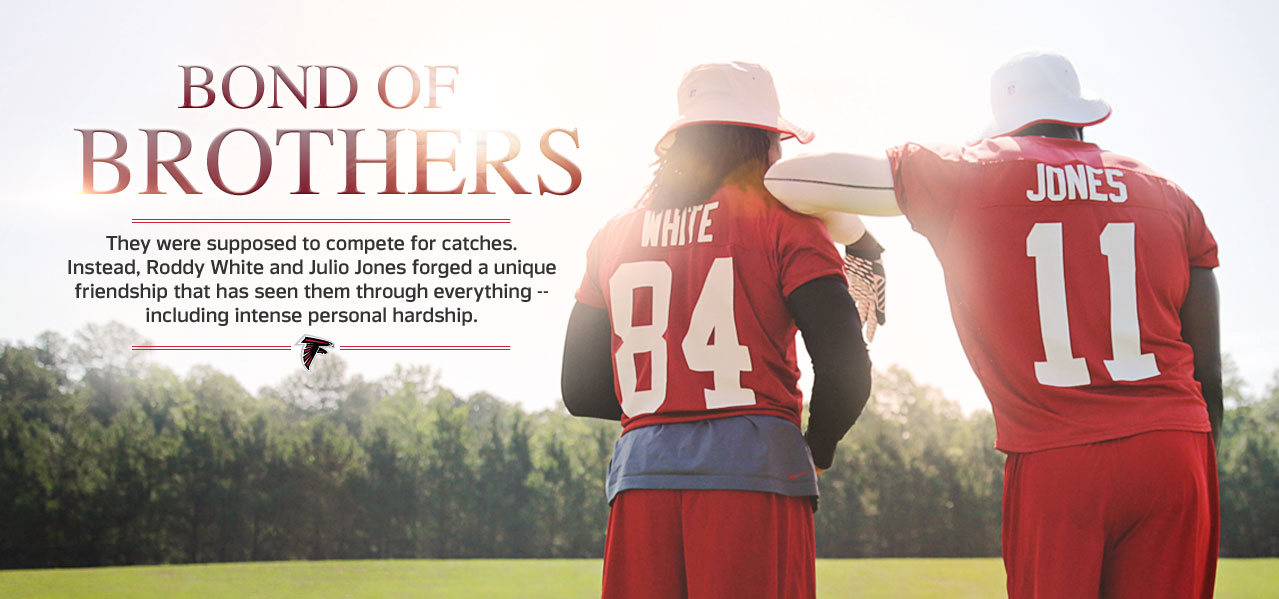 BOND OF
BROTHERS
They were supposed to compete for catches.
Instead, Roddy White and Julio Jones forged a unique
friendship that has seen them through everything --
including intense personal hardship.
WHITE
84
JONES
11